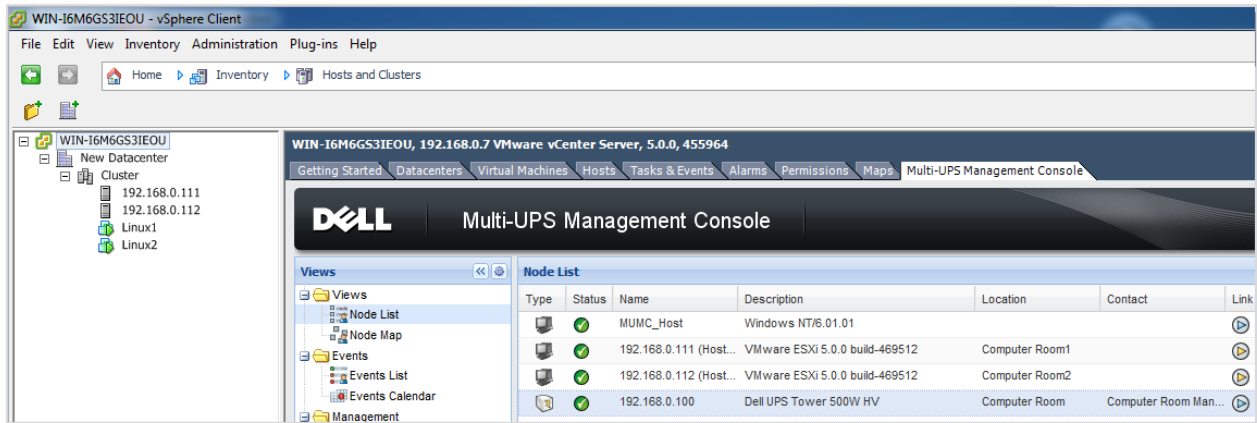 WIN-I6M6GS3IEOU - vSphere Client
File Edit View Inventory Administration Plug-ins Help
Home Inventory Hosts and Clusters
WIN-I6M6GS3IEOU
New Datacenter
Cluster
192.168.0.111
192.168.0.112
Linux1
Linux2
WIN-I6M6GS3IEOU, 192.168.0.7 VMware vCenter Server, 5.0.0, 455964
Getting Started Datacenters Virtual Machines Hosts Tasks & Events Alarms Permissions Maps Multi-UPS Management Console
DELL Multi-UPS Management Console
Views
Views
Node List
Node Map
Events
Events List
Events Calendar
Management
Node List
Type Status Name Description Location Contact Link
MUMC_Host Windows NT/6.01.01
192.168.0.111 (Host... VMware ESXi 5.0.0 build-469512 Computer Room1
192.168.0.112 (Host... VMware ESXi 5.0.0 build-469512 Computer Room2
192.168.0.100 Dell UPS Tower 500W HV Computer Room Computer Room Man...